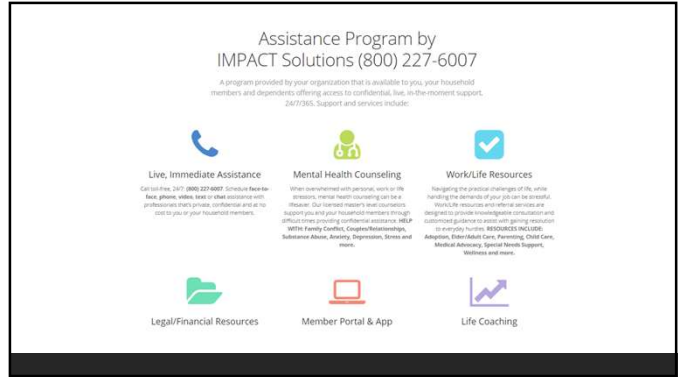 Assistance Program by
IMPACT Solutions (800) 227-6007
A program provided by your organization that is available to you, your household
members and dependents offering access to confidential, live, in-the-moment support,
24/7/365. Support and services include:
Live, Immediate Assistance
Call toll-free, 24/7: (800) 227-6007. Schedule face-to-
face, phone, video, text or chat assistance with
professionals that's private, confidential and at no
cost to you or your household members.
Mental Health Counseling
When overwhelmed with personal, work or life
stressors, mental health counseling can be a
lifesaver. Our licensed master's level counselors
support you and your household members through
difficult times providing confidential assistance. HELP
WITH: Family Conflict, Couples/Relationships,
Substance Abuse, Anxiety, Depression, Stress and
more.
Work/Life Resources
Navigating the practical challenges of life, while
handling the demands of your job can be stressful.
Work/Life resources and referral services are
designed to provide knowledgeable consultation and
customized guidance to assist with gaining resolution
to everyday hurdles. RESOURCES INCLUDE:
Adoption, Elder/Adult Care, Parenting, Child Care,
Medical Advocacy, Special Needs Support,
Wellness and more.
Legal/Financial Resources
Member Portal & App
Life Coaching